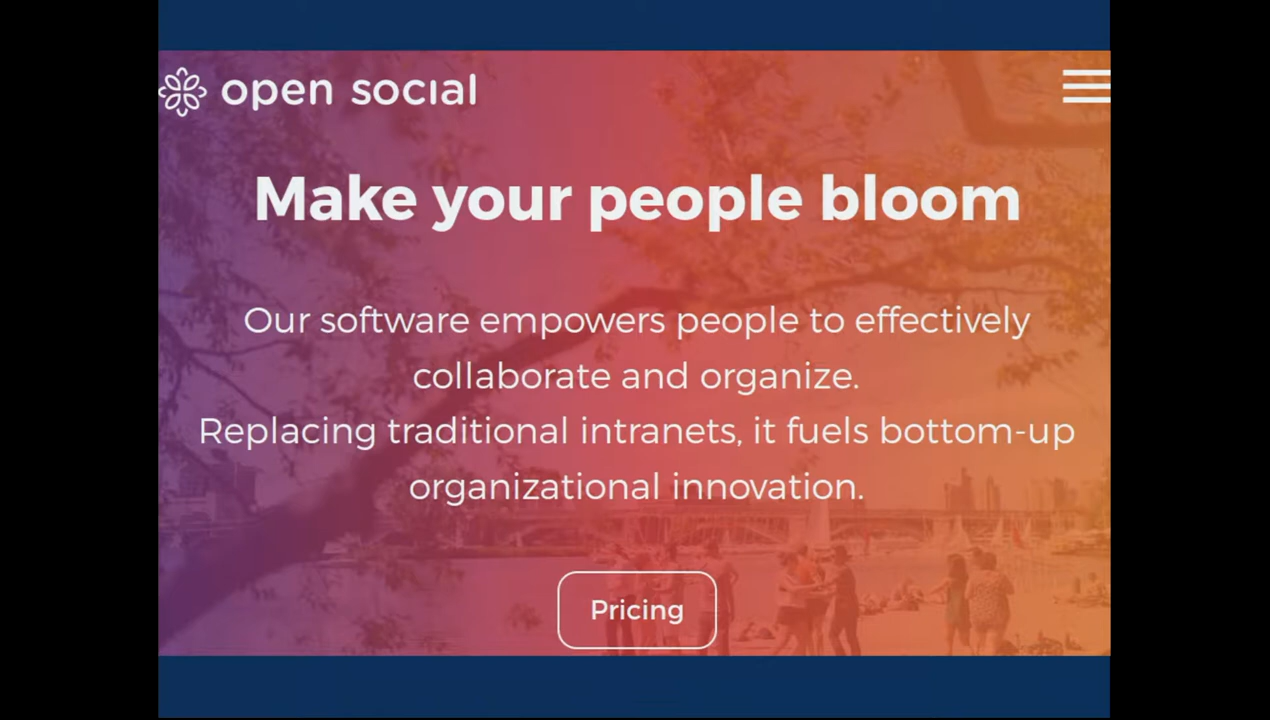 open social
Make your people bloom
Our software empowers people to effectively
collaborate and organize.
Replacing traditional intranets, it fuels bottom-up
organizational innovation.
Pricing